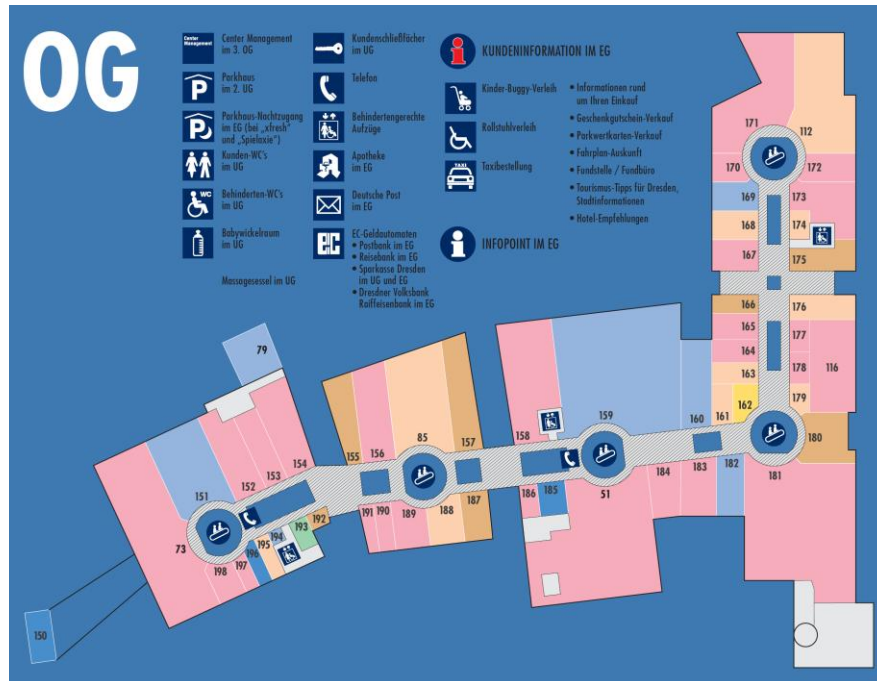 OG
Center Management
Center Management
im 3. OG
P
Parkhaus
im 2. UG
P
Parkhaus-Nachtzugang
im EG (bei „xfresh"
und „Spielaxie")
Kunden-WC's
im UG
WC
Behinderten-WC's
im UG
Babywickelraum
im UG
Massagesessel im UG
Kundenschließfächer
im UG
Telefon
Behindertengerechte
Aufzüge
Apotheke
im EG
Deutsche Post
im EG
EC
EC-Geldautomaten
• Postbank im EG
• Reisebank im EG
• Sparkasse Dresden
im UG und EG
• Dresdner Volksbank
Raiffeisenbank im EG
i
KUNDENINFORMATION IM EG
Kinder-Buggy-Verleih
Rollstuhlverleih
TAXI
Taxibestellung
• Informationen rund
um Ihren Einkauf
• Geschenkgutschein-Verkauf
• Parkwertkarten-Verkauf
• Fahrplan-Auskunft
• Fundstelle / Fundbüro
• Tourismus-Tipps für Dresden,
Stadtinformationen
• Hotel-Empfehlungen
i
INFOPOINT IM EG
171
112
170
172
169
173
168
174
167
175
166
176
165
177
164
116
163
178
162
179
161
160
180
181
79
159
158
157
85
156
155
154
153
152
151
73
150
198
197
196
195
194
193
192
191
190
189
188
187
186
185
51
184
183
182